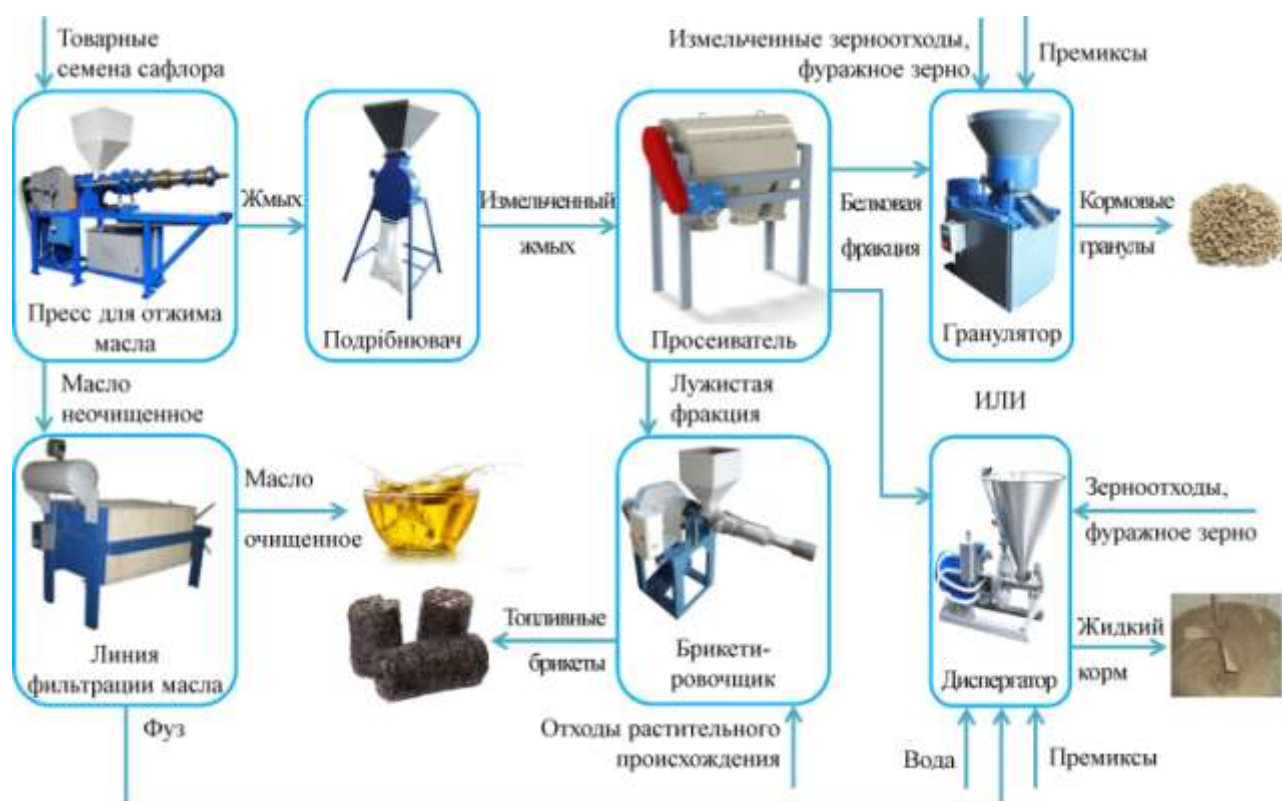 Товарные
семена сафлора
Измельченные зерноотходы,
фуражное зерно
Премиксы
Жмых
Измельченный
жмых
Белковая
фракция
Кормовые
гранулы
Пресс для отжима
масла
Подрібнювач
Просеиватель
Гранулятор
Масло
неочищенное
Лужистая
фракция
ИЛИ
Масло
очищенное
Зерноотходы,
фуражное зерно
Топливные
брикеты
Жидкий
корм
Линия
фильтрации масла
Брикети-
ровочщик
Диспергатор
Фуз
Отходы растительного
происхождения
Вода
Премиксы